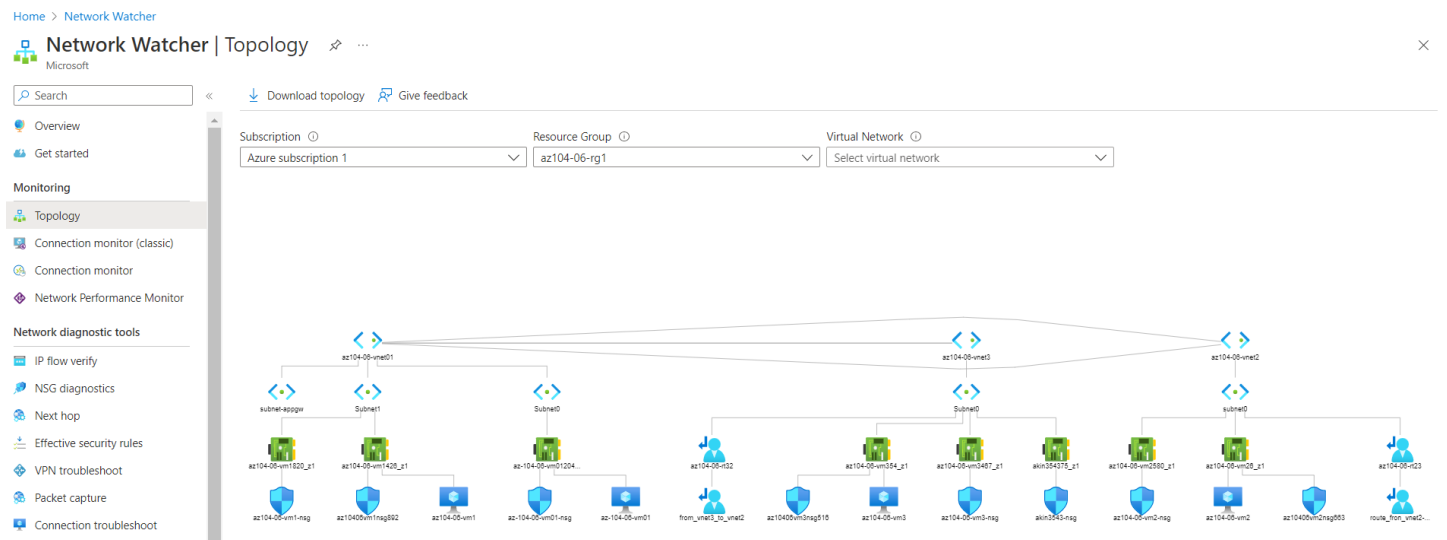 Home > Network Watcher
Network Watcher | Topology
Microsoft
Search
Overview
Get started
Monitoring
Topology
Connection monitor (classic)
Connection monitor
Network Performance Monitor
Network diagnostic tools
IP flow verify
NSG diagnostics
Next hop
Effective security rules
VPN troubleshoot
Packet capture
Connection troubleshoot
Download topology Give feedback
Subscription Resource Group Virtual Network
Azure subscription 1 az104-06-rg1 Select virtual network
az104-06-vnet01 az104-06-vnet3 az104-06-vnet2
subnet-appgw Subnet1 Subnet0 Subnet0 subnet0
az104-06-vm1820_z1 az104-06-vm1426_z1 az-104-06-vm01204... az104-06-rt32 az104-06-vm354_z1 az104-06-vm3467_z1 akin354375_z1 az104-06-vm2580_z1 az104-06-vm26_z1 az104-06-rt23
az104-06-vm1-nsg az10406vm1nsg892 az104-06-vm1 az-104-06-vm01-nsg az-104-06-vm01 from_vnet3_to_vnet2 az10406vm3nsg516 az104-06-vm3 az104-06-vm3-nsg akin3543-nsg az104-06-vm2-nsg az104-06-vm2 az10406vm2nsg663 route_fron_vnet2-...